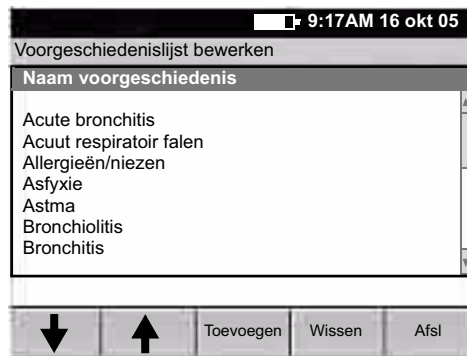 9:17AM 16 okt 05
Voorgeschiedenislijst bewerken
Naam voorgeschiedenis
Acute bronchitis
Acuut respiratoir falen
Allergieën/niezen
Asfyxie
Astma
Bronchiolitis
Bronchitis
Toevoegen Wissen Afsl